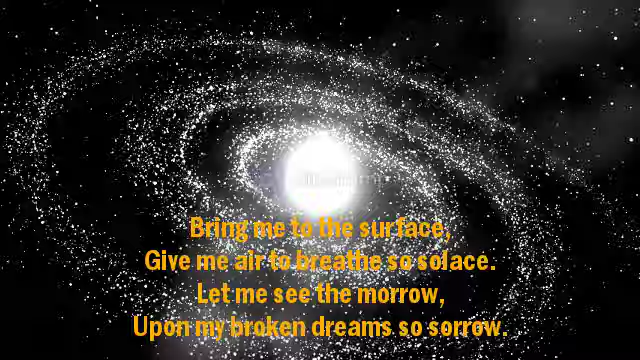 Bring me to the surface,
Give me air to breathe so solace.
Let me see the morrow,
Upon my broken dreams so sorrow.